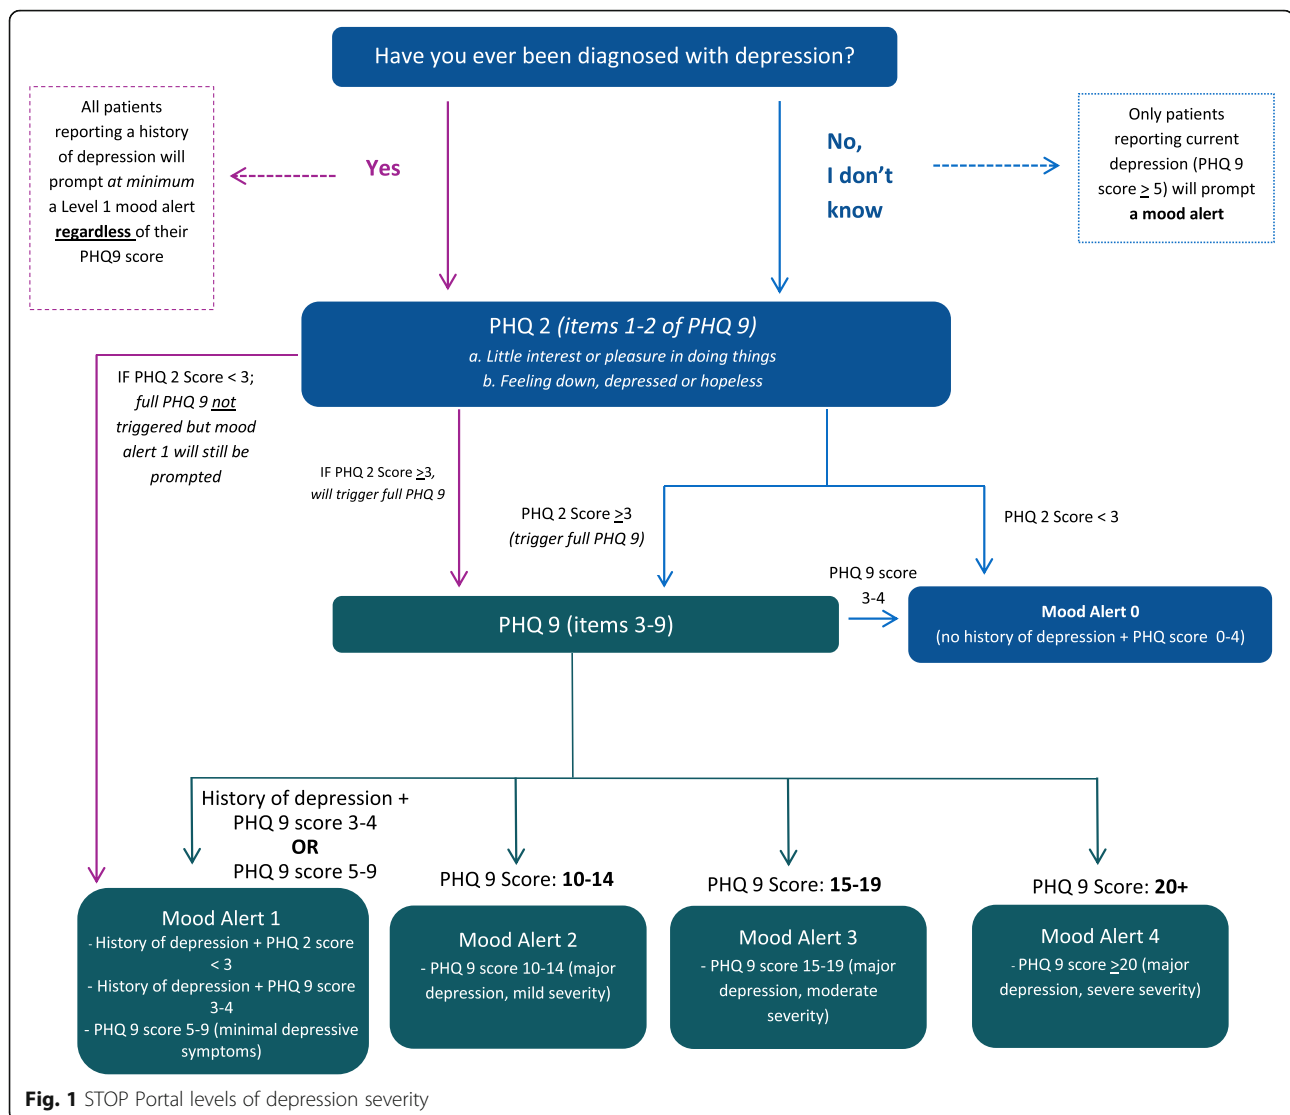 Have you ever been diagnosed with depression?
All patients
reporting a history
of depression will
prompt at minimum
a Level 1 mood alert
regardless of their
PHQ9 score
Yes
No,
I don't
know
Only patients
reporting current
depression (PHQ 9
score ≥ 5) will prompt
a mood alert
PHQ 2 (items 1-2 of PHQ 9)
a. Little interest or pleasure in doing things
b. Feeling down, depressed or hopeless
IF PHQ 2 Score < 3;
full PHQ 9 not
triggered but mood
alert 1 will still be
prompted
IF PHQ 2 Score ≥3,
will trigger full PHQ 9
PHQ 2 Score ≥3
(trigger full PHQ 9)
PHQ 2 Score < 3
PHQ 9 score
3-4
PHQ 9 (items 3-9)
Mood Alert 0
(no history of depression + PHQ score 0-4)
History of depression +
PHQ 9 score 3-4
OR
PHQ 9 score 5-9
PHQ 9 Score: 10-14
PHQ 9 Score: 15-19
PHQ 9 Score: 20+
Mood Alert 1
- History of depression + PHQ 2 score
< 3
- History of depression + PHQ 9 score
3-4
- PHQ 9 score 5-9 (minimal depressive
symptoms)
Mood Alert 2
- PHQ 9 score 10-14 (major
depression, mild severity)
Mood Alert 3
- PHQ 9 score 15-19 (major
depression, moderate
severity)
Mood Alert 4
- PHQ 9 score ≥20 (major
depression, severe severity)
Fig. 1 STOP Portal levels of depression severity